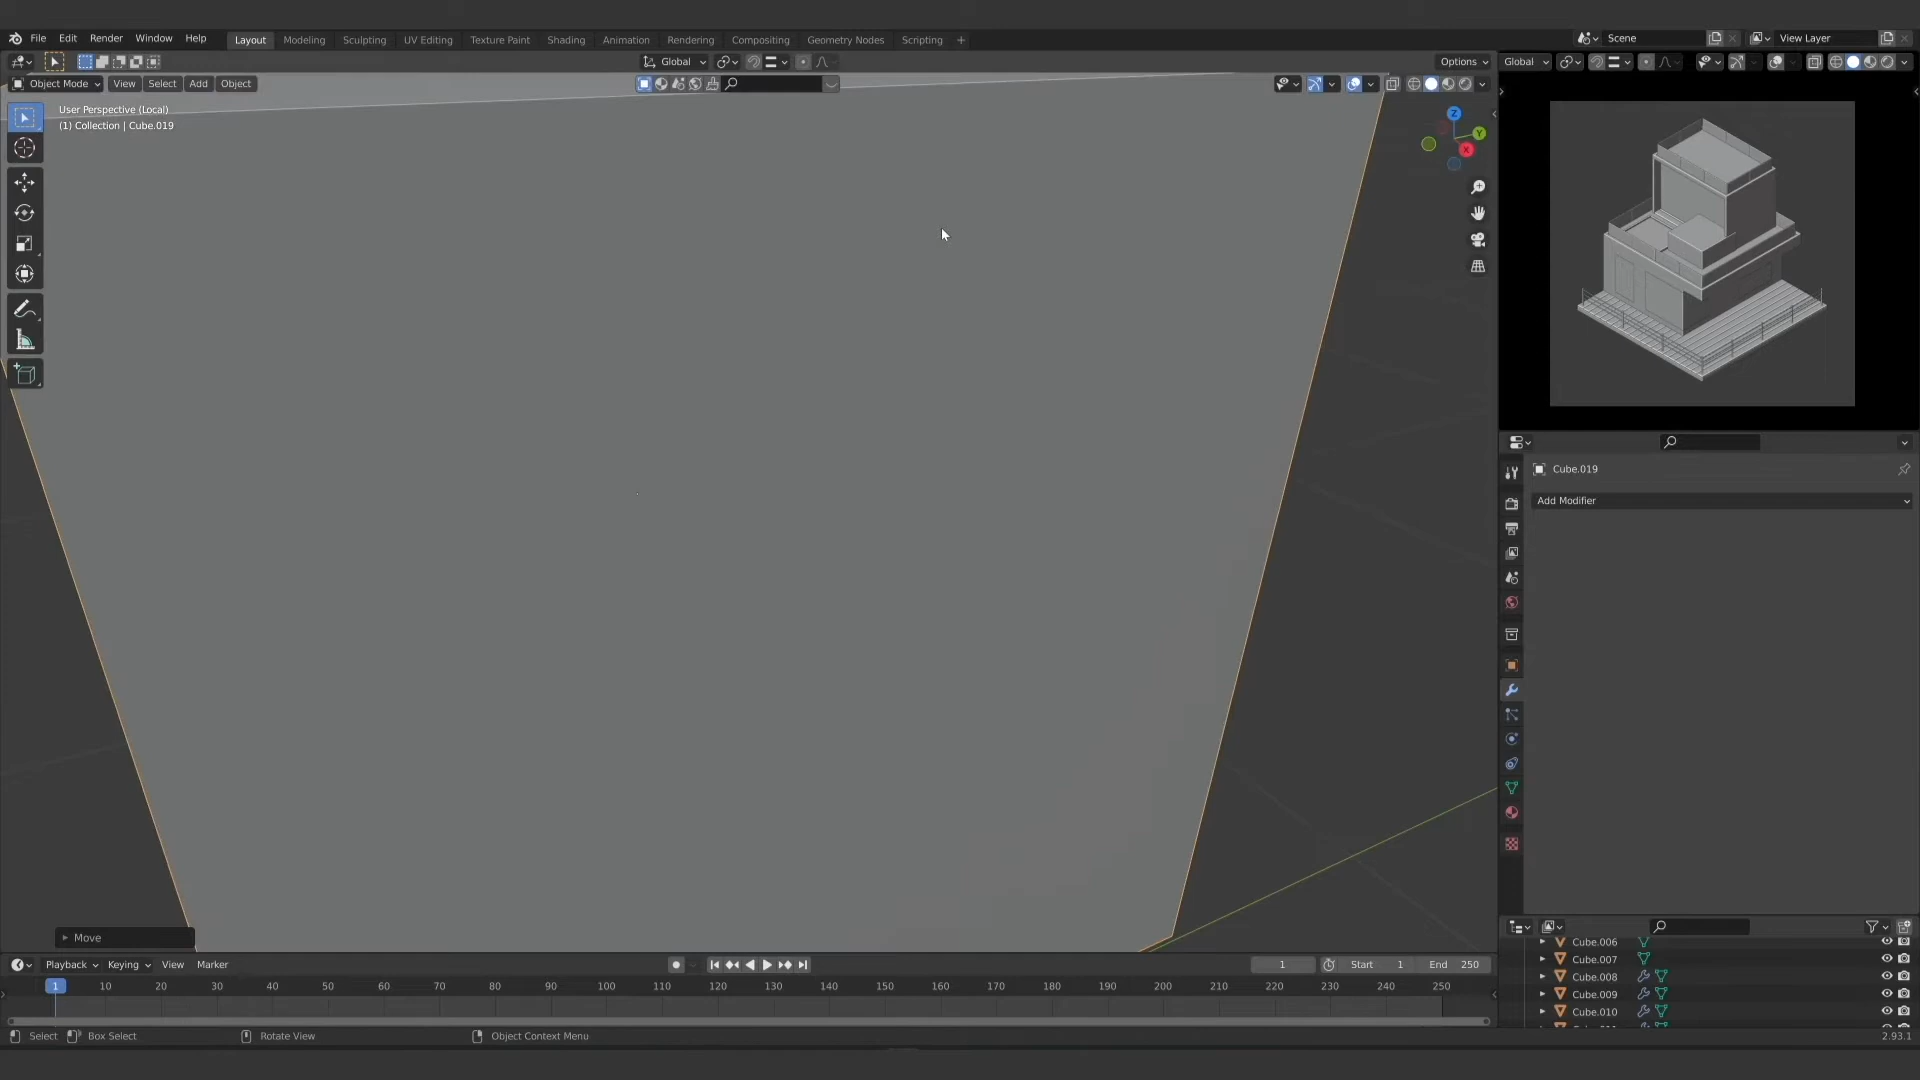 File Edit Render Window Help Layout Modeling Sculpting UV Editing Texture Paint Shading Animation Rendering Compositing Geometry Nodes Scripting + Scene View Layer
Global Options Global
Object Mode View Select Add Object
User Perspective (Local)
(1) Collection | Cube.019
Z
Y
X
Cube.019
Add Modifier
Move
Cube.006
Cube.007
Cube.008
Cube.009
Cube.010
Playback Keying View Marker 1 Start 1 End 250
1 10 20 30 40 50 60 70 80 90 100 110 120 130 140 150 160 170 180 190 200 210 220 230 240 250
Select Box Select Rotate View Object Context Menu 2.93.1